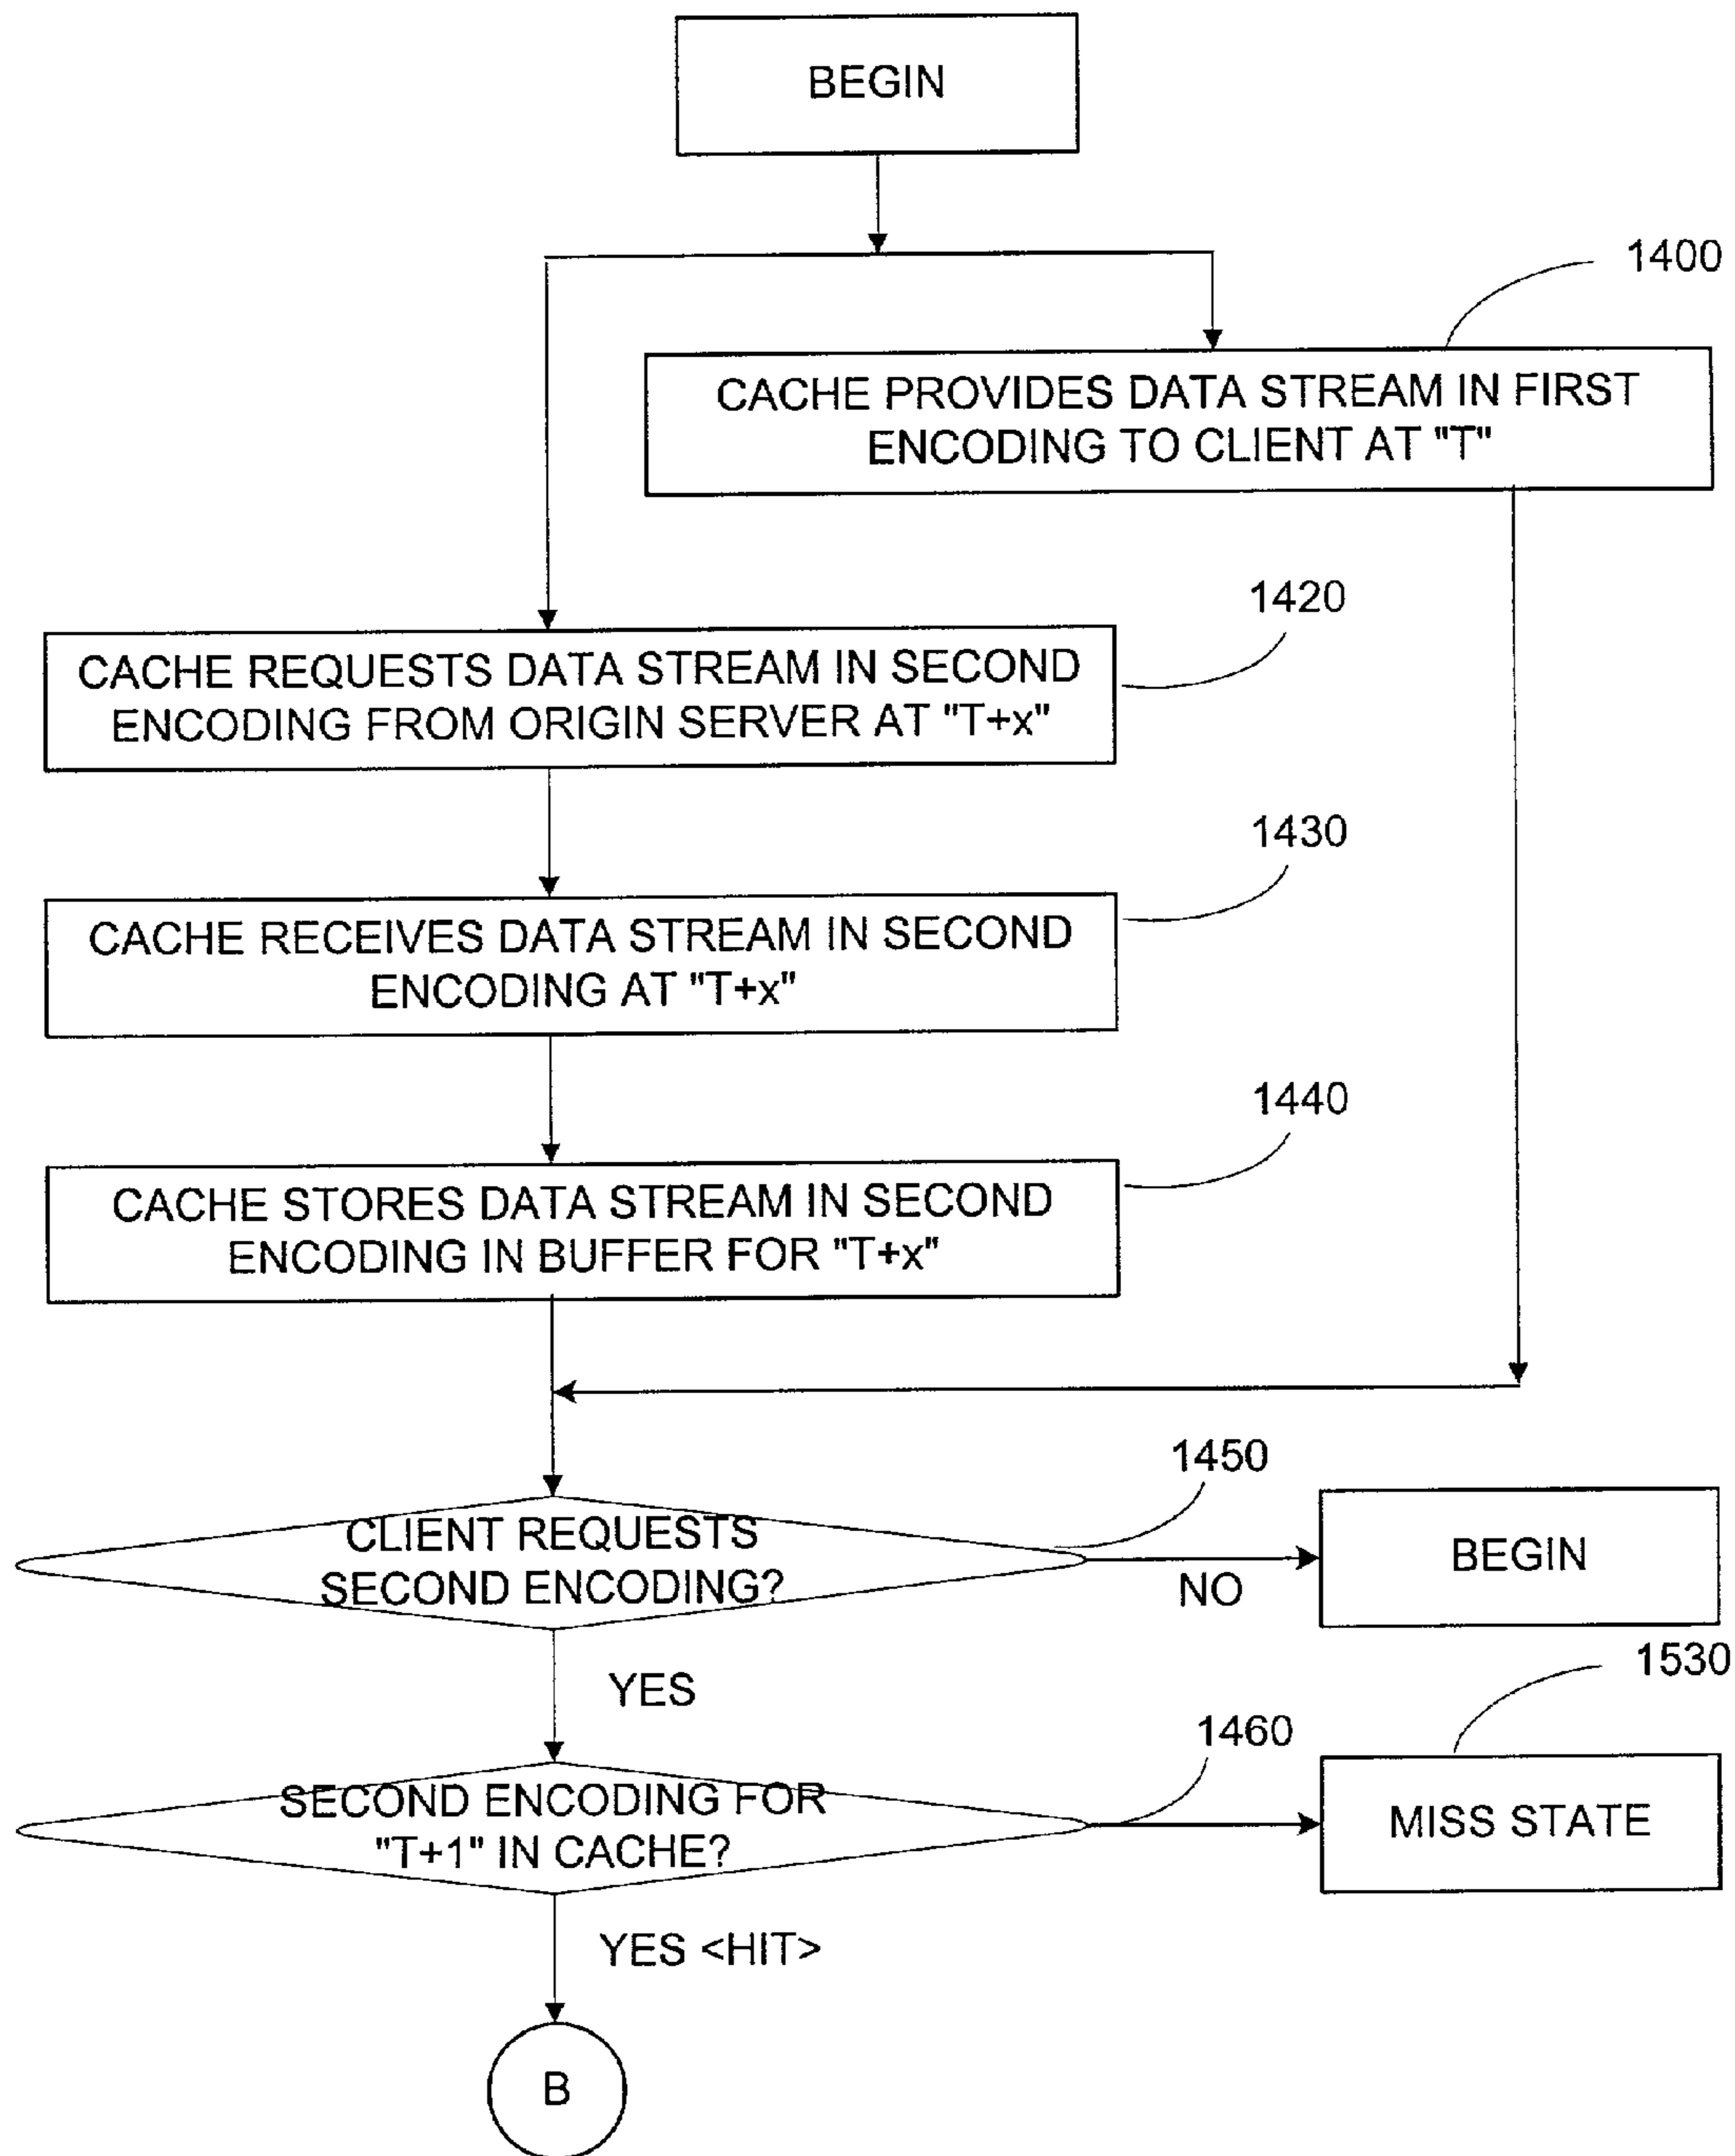 BEGIN
1400
CACHE PROVIDES DATA STREAM IN FIRST
ENCODING TO CLIENT AT "T"
1420
CACHE REQUESTS DATA STREAM IN SECOND
ENCODING FROM ORIGIN SERVER AT "T+x"
1430
CACHE RECEIVES DATA STREAM IN SECOND
ENCODING AT "T+x"
1440
CACHE STORES DATA STREAM IN SECOND
ENCODING IN BUFFER FOR "T+x"
1450
CLIENT REQUESTS
SECOND ENCODING?
NO
BEGIN
YES
1530
1460
SECOND ENCODING FOR
"T+1" IN CACHE?
MISS STATE
YES <HIT>
B